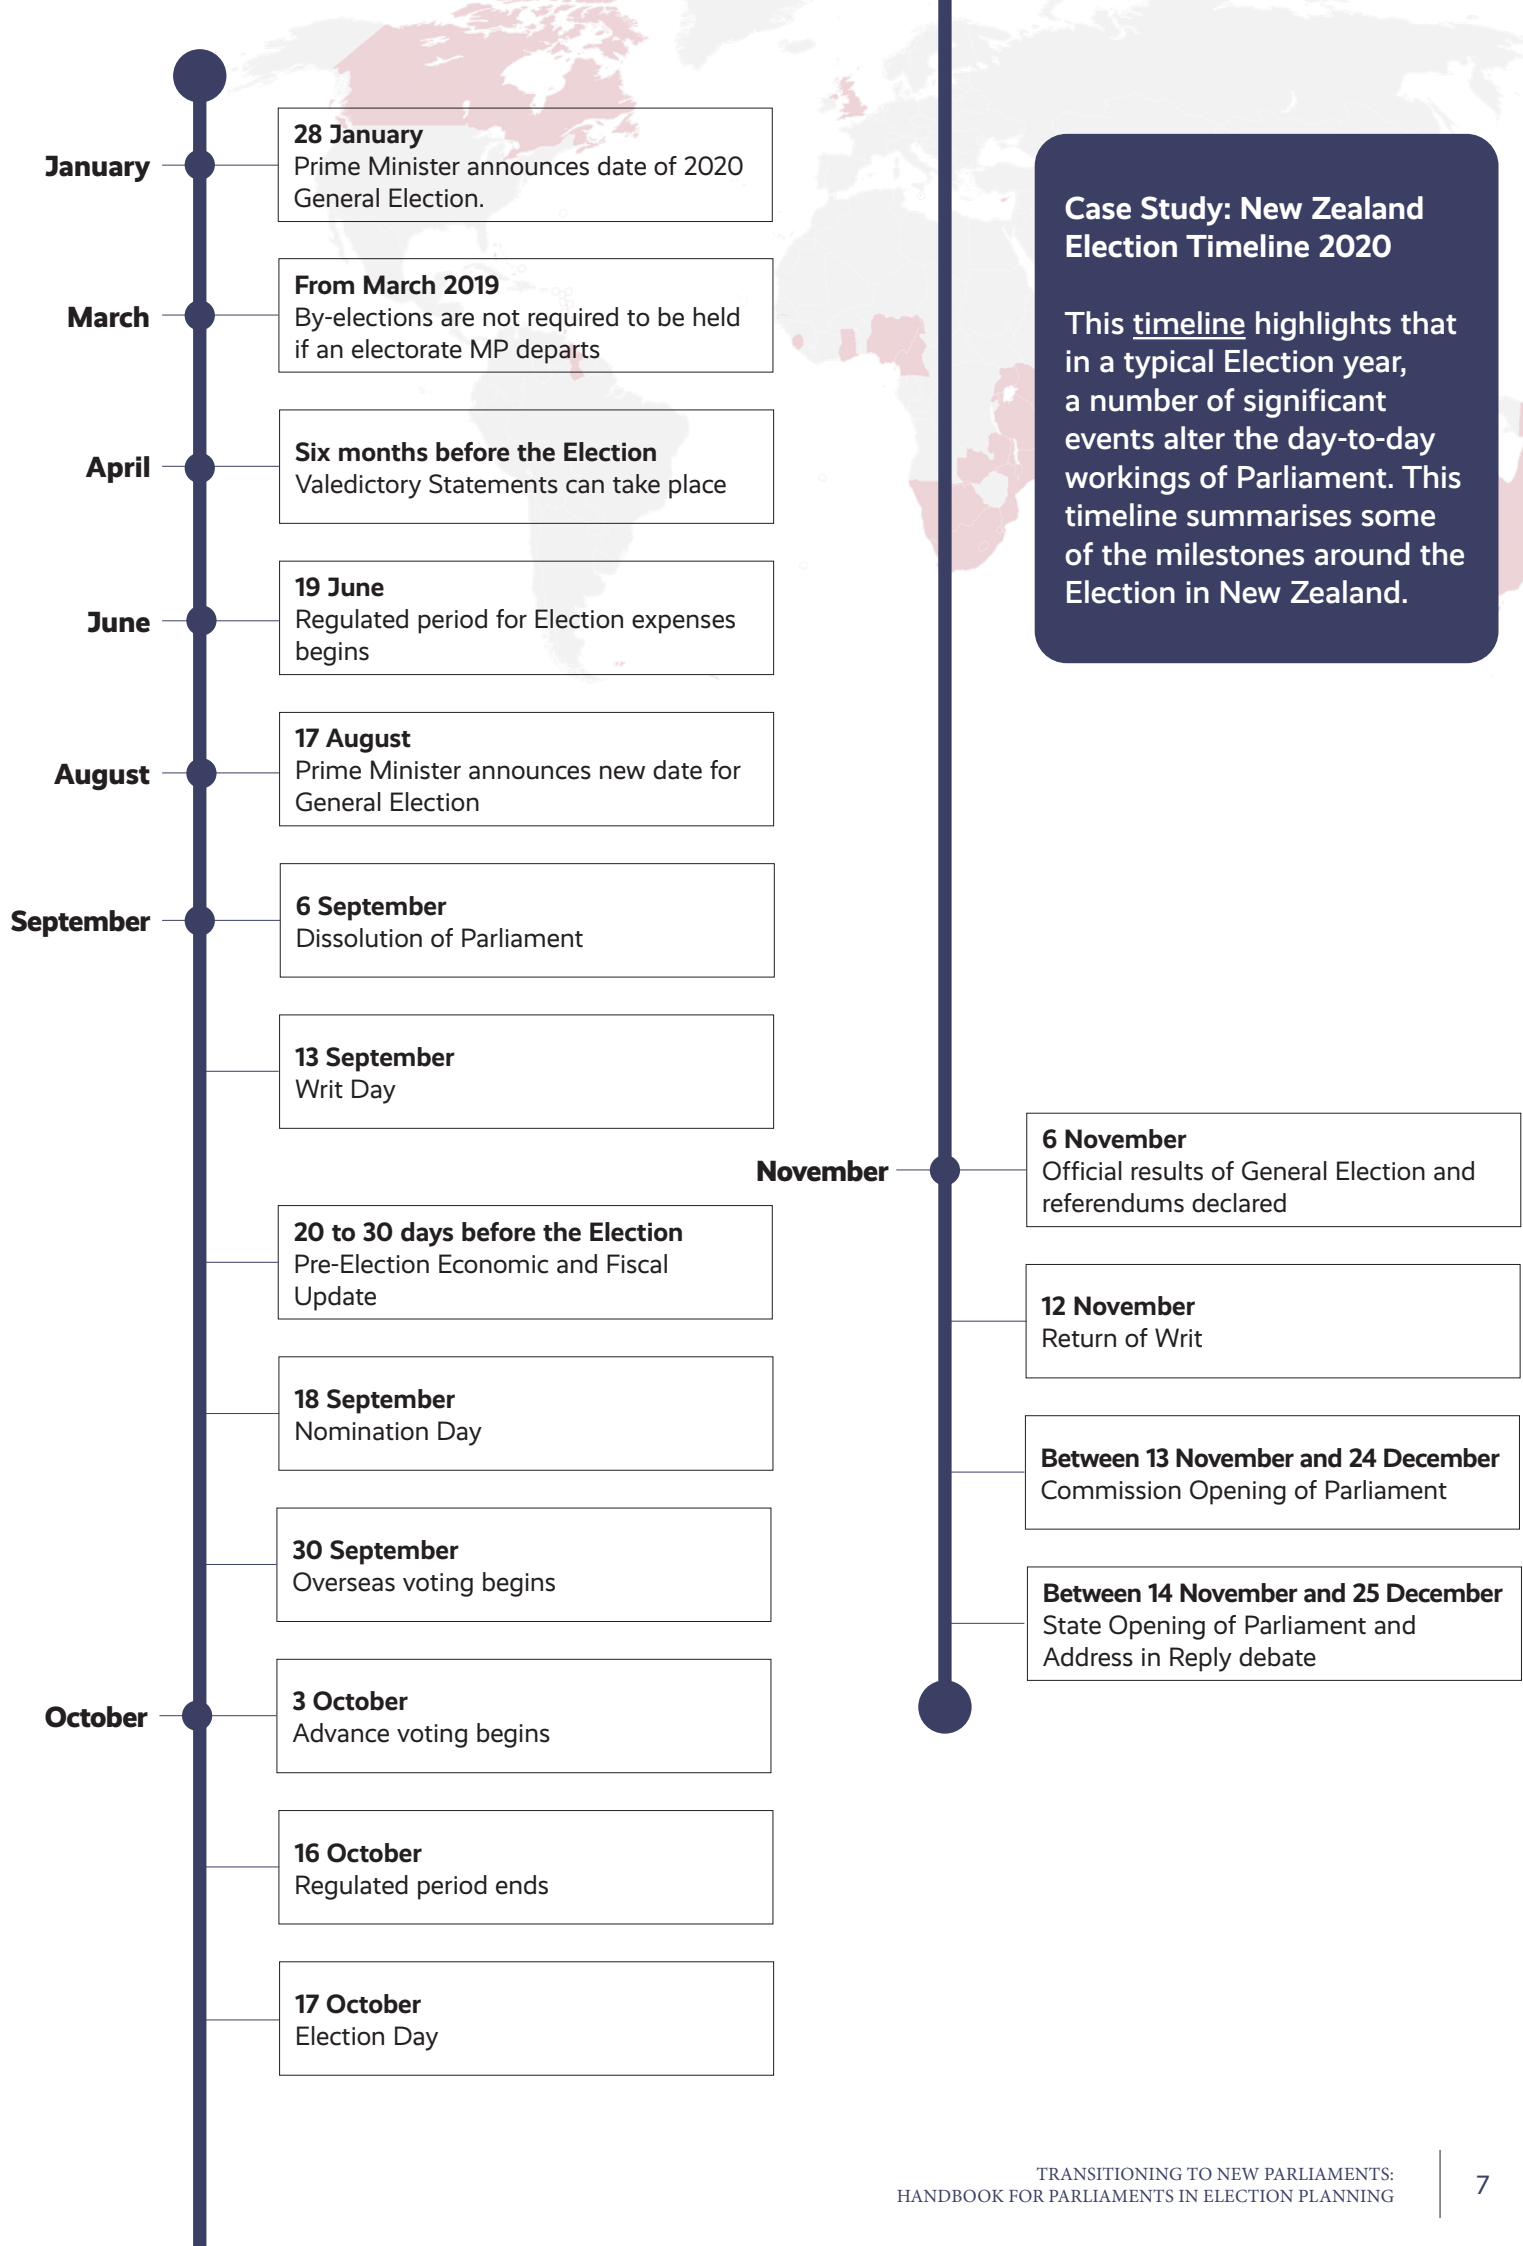 January
28 January
Prime Minister announces date of 2020
General Election.
March
From March 2019
By-elections are not required to be held
if an electorate MP departs
April
Six months before the Election
Valedictory Statements can take place
June
19 June
Regulated period for Election expenses
begins
August
17 August
Prime Minister announces new date for
General Election
September
6 September
Dissolution of Parliament
13 September
Writ Day
20 to 30 days before the Election
Pre-Election Economic and Fiscal
Update
18 September
Nomination Day
30 September
Overseas voting begins
October
3 October
Advance voting begins
16 October
Regulated period ends
17 October
Election Day
Case Study: New Zealand
Election Timeline 2020
This timeline highlights that
in a typical Election year,
a number of significant
events alter the day-to-day
workings of Parliament. This
timeline summarises some
of the milestones around the
Election in New Zealand.
November
6 November
Official results of General Election and
referendums declared
12 November
Return of Writ
Between 13 November and 24 December
Commission Opening of Parliament
Between 14 November and 25 December
State Opening of Parliament and
Address in Reply debate
TRANSITIONING TO NEW PARLIAMENTS:
HANDBOOK FOR PARLIAMENTS IN ELECTION PLANNING
7